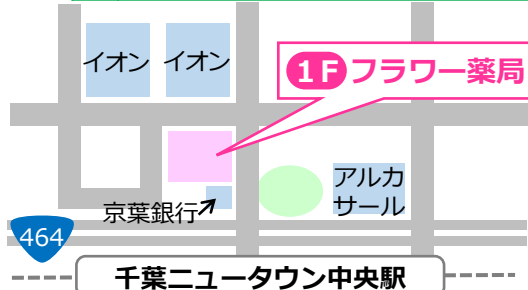 イオン イオン
1F フラワー薬局
アルカ
サール
京葉銀行
464
千葉ニュータウン中央駅